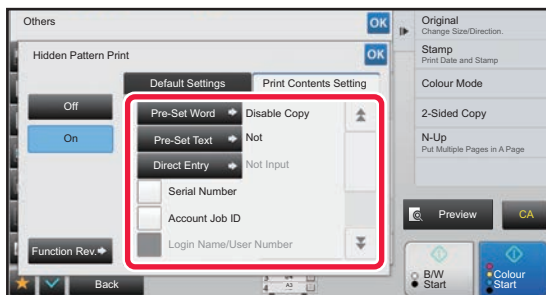 Others
OK
Hidden Pattern Print
OK
Default Settings
Print Contents Setting
Off
On
Pre-Set Word
Disable Copy
Pre-Set Text
Not
Direct Entry
Not Input
Serial Number
Account Job ID
Login Name/User Number
Function Rev.
Back
Original
Change Size/Direction.
Stamp
Print Date and Stamp
Colour Mode
2-Sided Copy
N-Up
Put Multiple Pages in A Page
Preview
CA
B/W
Start
Colour
Start